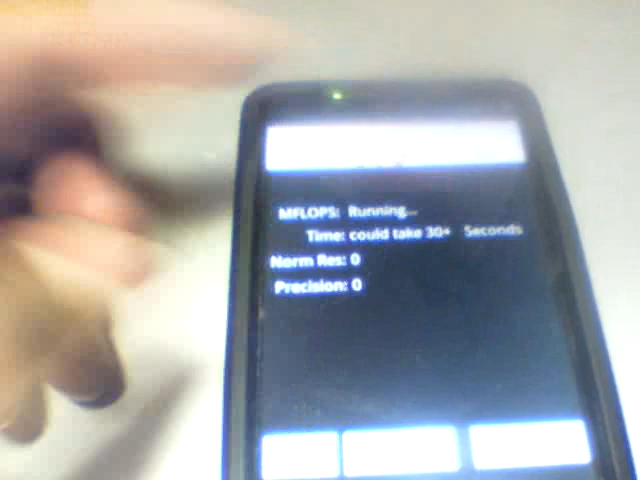 MFLOPS: Running...
Time: could take 30+ Seconds
Norm Res: 0
Precision: 0